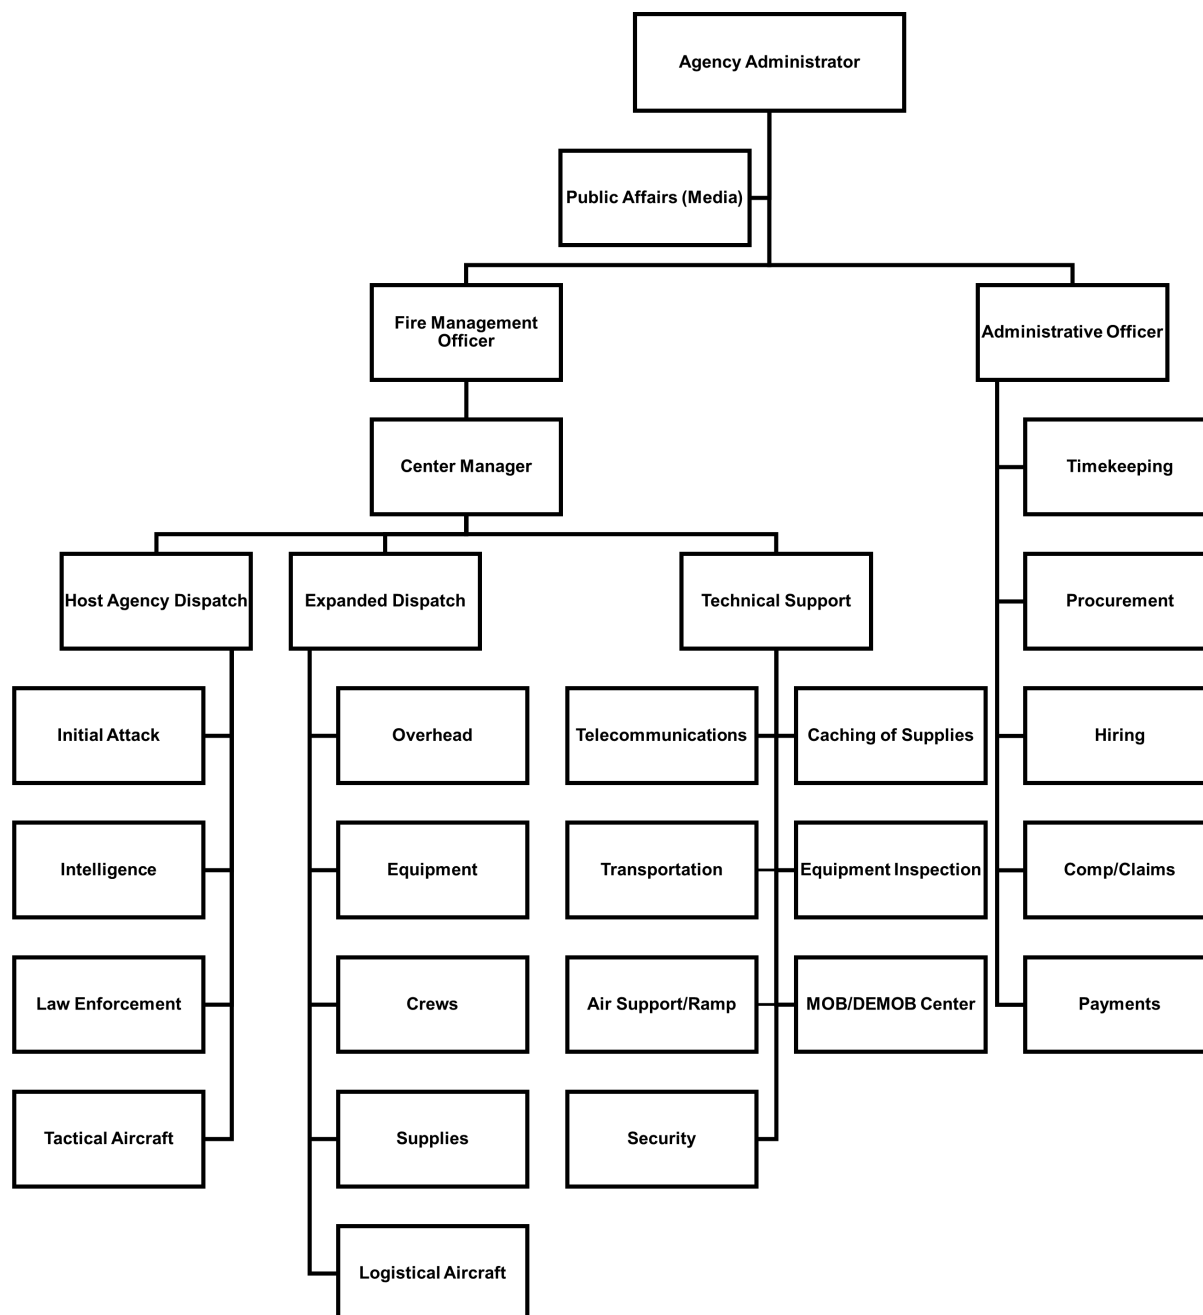 Agency Administrator
Public Affairs (Media)
Fire Management
Officer
Administrative Officer
Center Manager
Timekeeping
Host Agency Dispatch
Expanded Dispatch
Technical Support
Procurement
Initial Attack
Overhead
Telecommunications
Caching of Supplies
Hiring
Intelligence
Equipment
Transportation
Equipment Inspection
Comp/Claims
Law Enforcement
Crews
Air Support/Ramp
MOB/DEMOB Center
Payments
Tactical Aircraft
Supplies
Security
Logistical Aircraft